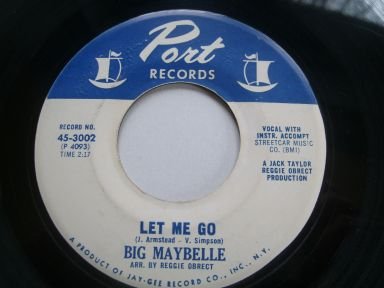 Port
RECORDS
RECORD NO.
45-3002
(P 4093)
TIME 2:17
VOCAL WITH
INSTR. ACCOMPT
STREETCAR MUSIC
CO. (BMI)
A JACK TAYLOR
REGGIE OBRECT
PRODUCTION
LET ME GO
(J. Armstead - V. Simpson)
BIG MAYBELLE
ARR. BY REGGIE OBRECT
A PRODUCT OF JAY-GEE RECORD CO., INC., N.Y.